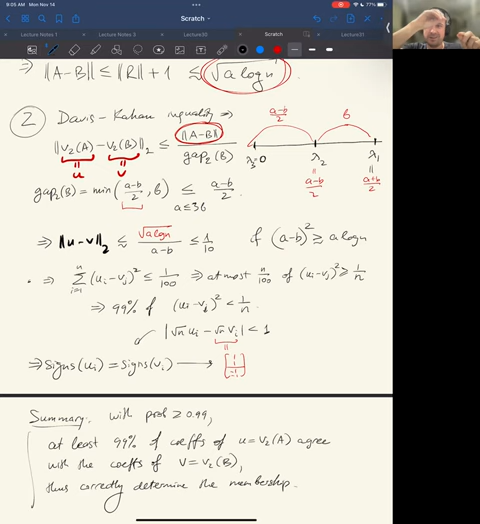 9:05 AM Mon Nov 14
77%
Scratch
Lecture Notes 1
Lecture Notes 3
Lecture30
Scratch
Lecture31
⇒ ||A-B|| ≤ ||R|| + 1 ≲ √(a log n)
② Davis-Kahan inequality ⇒
||v₂(A) - v₂(B)||₂ ≤ ||A-B|| / gap₂(B)
u v
(a-b)/2 b
λ₃=0 λ₂ λ₁
(a-b)/2 (a+b)/2
gap₂(B) = min((a-b)/2, b) ≤ (a-b)/2.
a≤3b
⇒ ||u-v||₂ ≲ √(a log n) / (a-b) ≤ 1/10 if (a-b)² ≳ a log n
• ⇒ Σᵢ₌₁ⁿ (uᵢ-vᵢ)² ≤ 1/100 ⇒ at most n/100 of (uᵢ-vᵢ)² ≥ 1/n
⇒ 99% of (uᵢ-vᵢ)² < 1/n.
|√n uᵢ - √n vᵢ| < 1
⇒ Signs(uᵢ) = Signs(vᵢ) → [1 1 -1]
Summary. with prob ≥ 0.99,
at least 99% of coeffs of u=v₂(A) agree
with the coeffs of v=v₂(B),
thus correctly determine the membership.